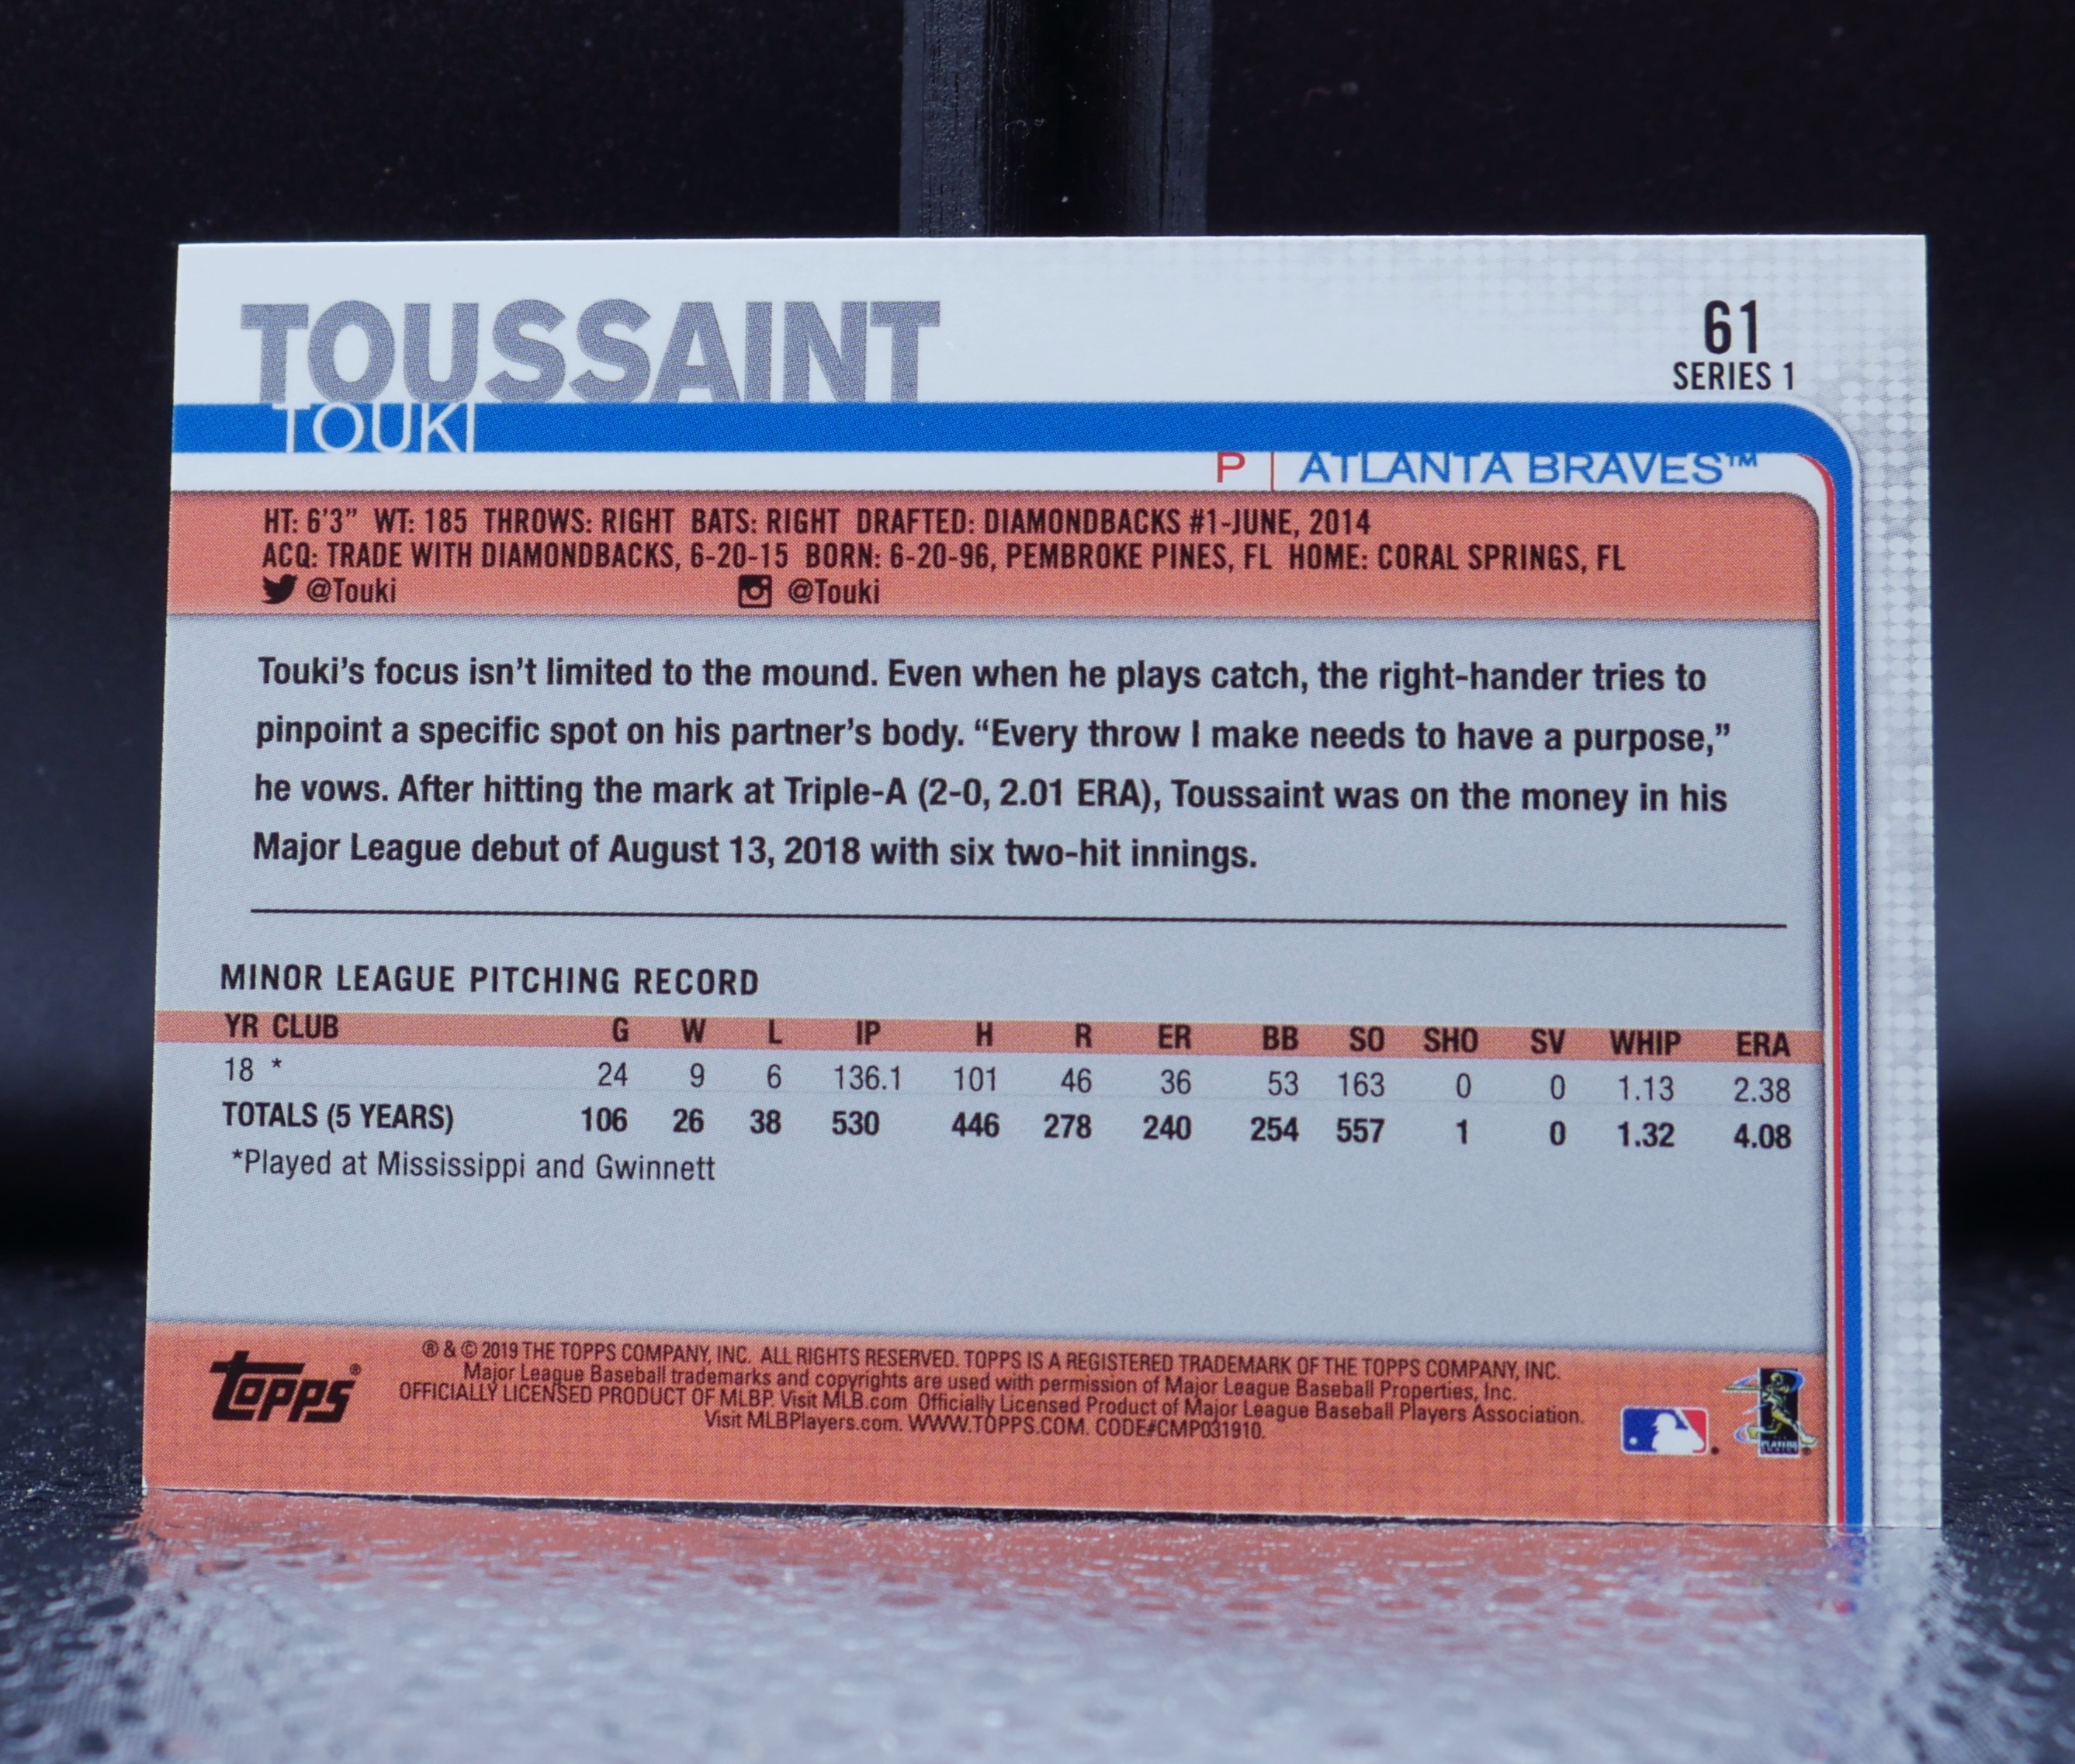 TOUSSAINT
TOUKI
61
SERIES 1
P | ATLANTA BRAVES™
HT: 6'3” WT: 185 THROWS: RIGHT BATS: RIGHT DRAFTED: DIAMONDBACKS #1-JUNE, 2014
ACQ: TRADE WITH DIAMONDBACKS, 6-20-15 BORN: 6-20-96, PEMBROKE PINES, FL HOME: CORAL SPRINGS, FL
@Touki @Touki
Touki’s focus isn’t limited to the mound. Even when he plays catch, the right-hander tries to
pinpoint a specific spot on his partner’s body. “Every throw I make needs to have a purpose,”
he vows. After hitting the mark at Triple-A (2-0, 2.01 ERA), Toussaint was on the money in his
Major League debut of August 13, 2018 with six two-hit innings.
MINOR LEAGUE PITCHING RECORD
YR CLUB G W L IP H R ER BB SO SHO SV WHIP ERA
18 * 24 9 6 136.1 101 46 36 53 163 0 0 1.13 2.38
TOTALS (5 YEARS) 106 26 38 530 446 278 240 254 557 1 0 1.32 4.08
*Played at Mississippi and Gwinnett
topps®
® & © 2019 THE TOPPS COMPANY, INC. ALL RIGHTS RESERVED. TOPPS IS A REGISTERED TRADEMARK OF THE TOPPS COMPANY, INC.
Major League Baseball trademarks and copyrights are used with permission of Major League Baseball Properties, Inc.
OFFICIALLY LICENSED PRODUCT OF MLBP. Visit MLB.com Officially Licensed Product of Major League Baseball Players Association.
Visit MLBPlayers.com. WWW.TOPPS.COM. CODE#CMP031910.